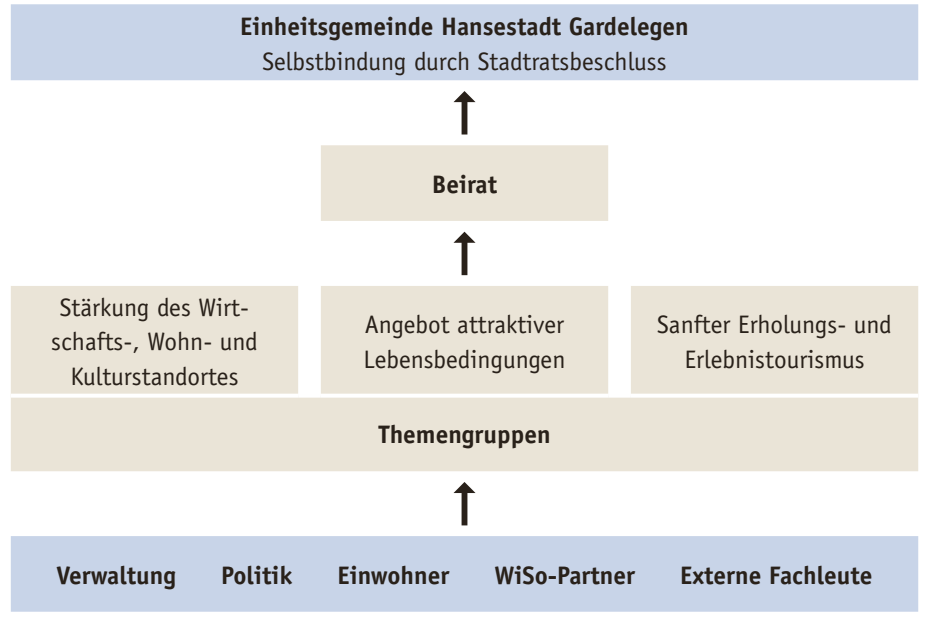 Einheitsgemeinde Hansestadt Gardelegen
Selbstbindung durch Stadtratsbeschluss
Beirat
Stärkung des Wirt-
schafts-, Wohn- und
Kulturstandortes
Angebot attraktiver
Lebensbedingungen
Sanfter Erholungs- und
Erlebnistourismus
Themengruppen
Verwaltung Politik Einwohner WiSo-Partner Externe Fachleute